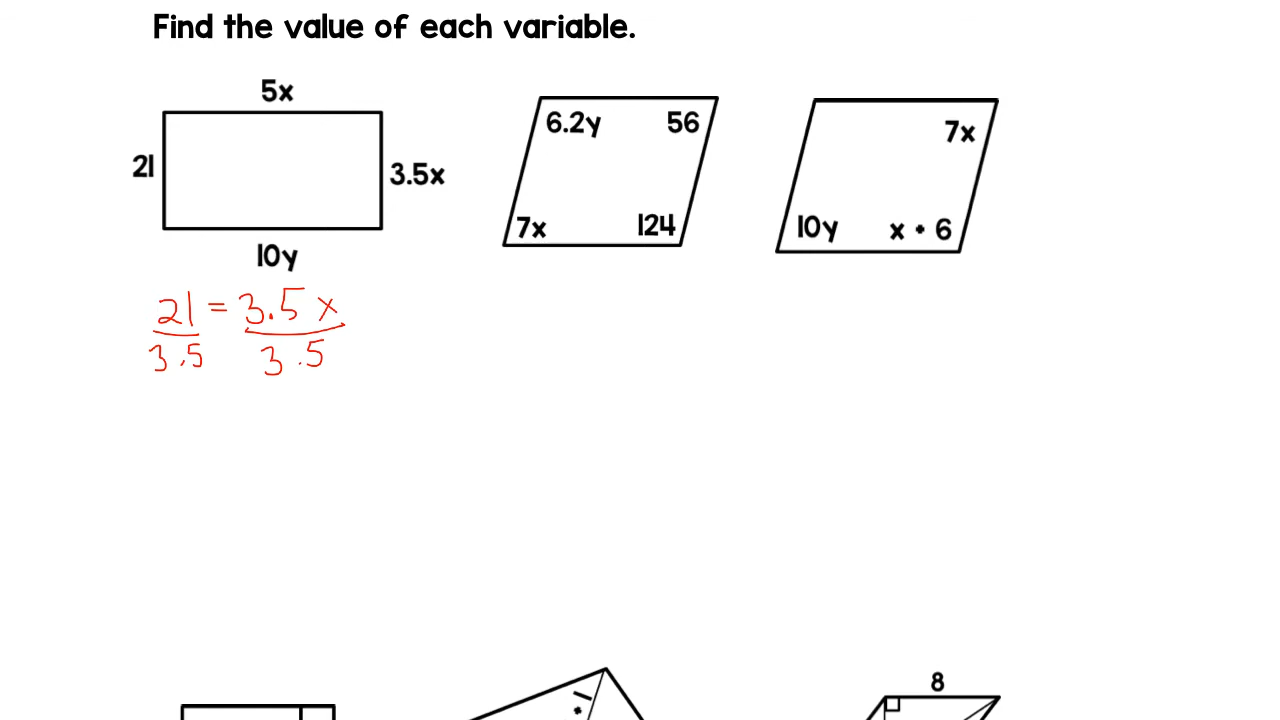 Find the value of each variable.
5x
21
3.5x
10y
6.2y 56
7x 124
7x
10y x + 6
21 = 3.5 x
3.5 3.5
8